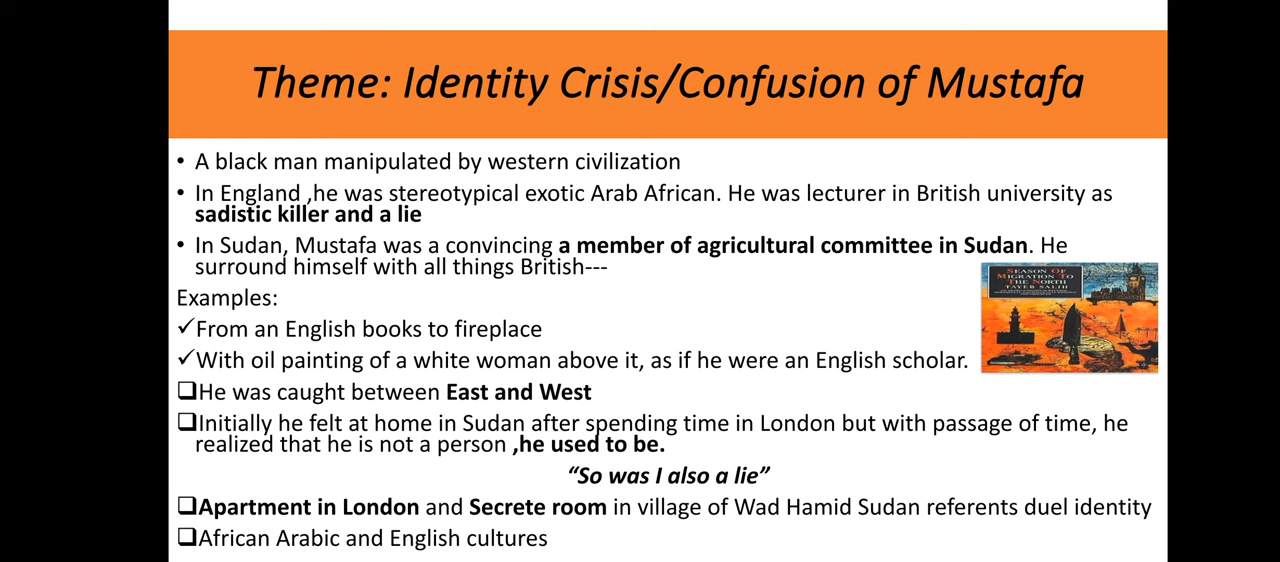 Theme: Identity Crisis/Confusion of Mustafa
• A black man manipulated by western civilization
• In England ,he was stereotypical exotic Arab African. He was lecturer in British university as
sadistic killer and a lie
• In Sudan, Mustafa was a convincing a member of agricultural committee in Sudan. He
surround himself with all things British---
SEASON OF
MIGRATION TO
THE NORTH
TAYEB SALIH
Examples:
✓From an English books to fireplace
✓With oil painting of a white woman above it, as if he were an English scholar.
❑He was caught between East and West
❑Initially he felt at home in Sudan after spending time in London but with passage of time, he
realized that he is not a person ,he used to be.
“So was I also a lie”
❑Apartment in London and Secrete room in village of Wad Hamid Sudan referents duel identity
❑African Arabic and English cultures